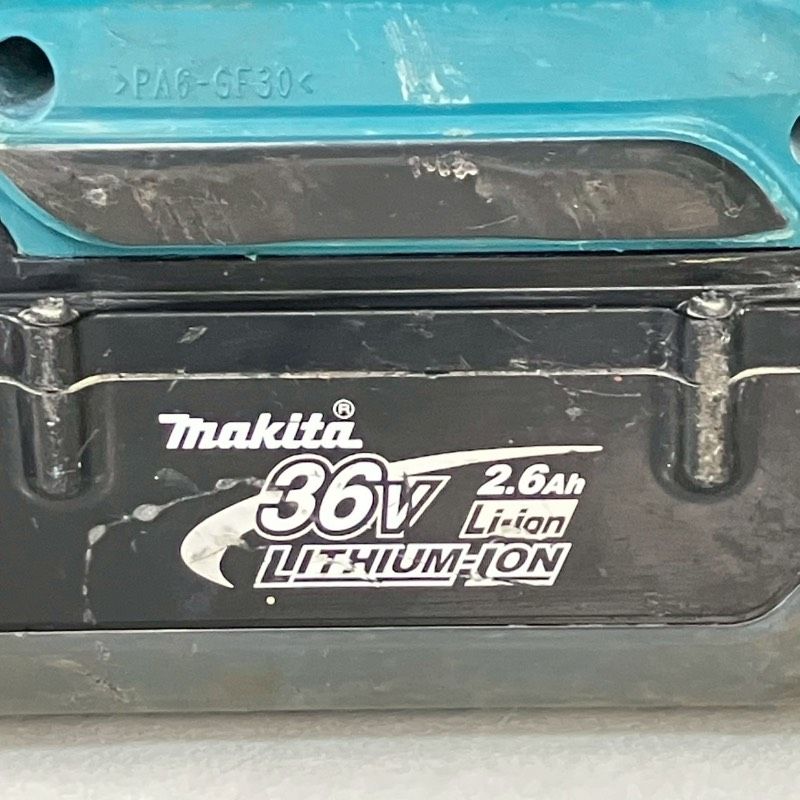 >PA6-GF30<
makita®
36V 2.6Ah
Li-ion
LITHIUM-ION